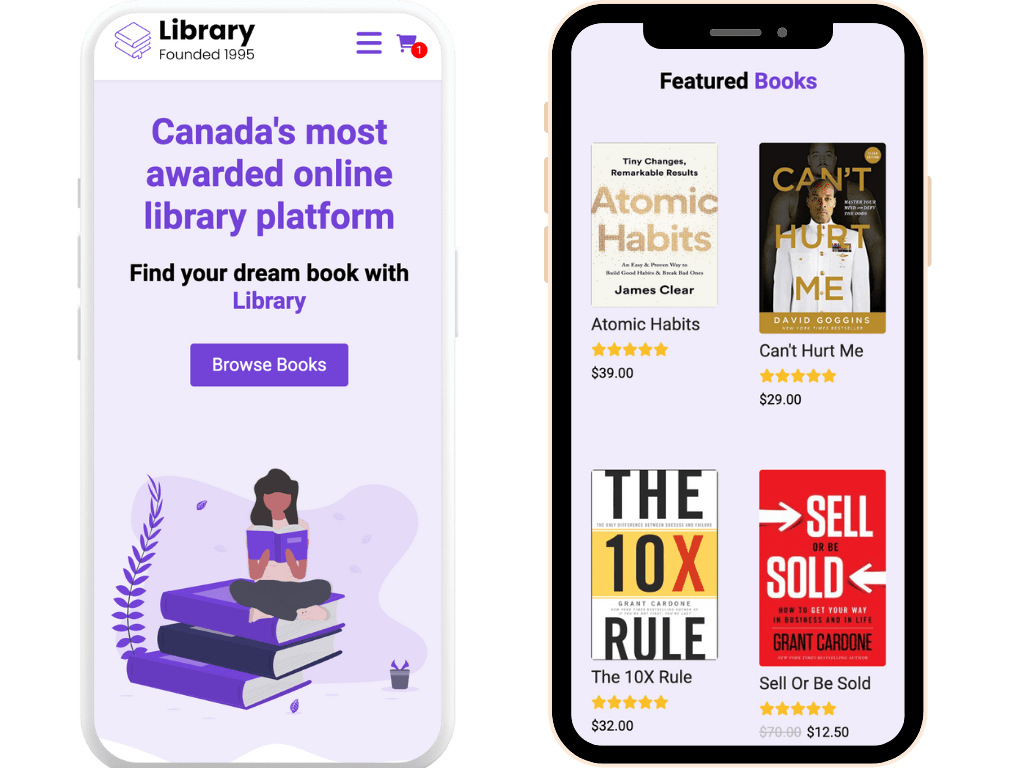 Library
Founded 1995
1
Canada's most
awarded online
library platform
Find your dream book with
Library
Browse Books
Featured Books
Tiny Changes,
Remarkable Results
Atomic
Habits
An Easy & Proven Way to
Build Good Habits & Break Bad Ones
James Clear
Atomic Habits
$39.00
CAN'T
HURT
ME
MASTER YOUR
MIND AND DEFY
THE ODDS
DAVID GOGGINS
NEW YORK TIMES BESTSELLER
Can't Hurt Me
$29.00
THE
THE ONLY DIFFERENCE BETWEEN SUCCESS AND FAILURE
10X
GRANT CARDONE
RULE
The 10X Rule
$32.00
SELL
OR BE
SOLD
HOW TO GET YOUR WAY
IN BUSINESS AND IN LIFE
GRANT CARDONE
NEW YORK TIMES BESTSELLING AUTHOR
Sell Or Be Sold
$70.00 $12.50